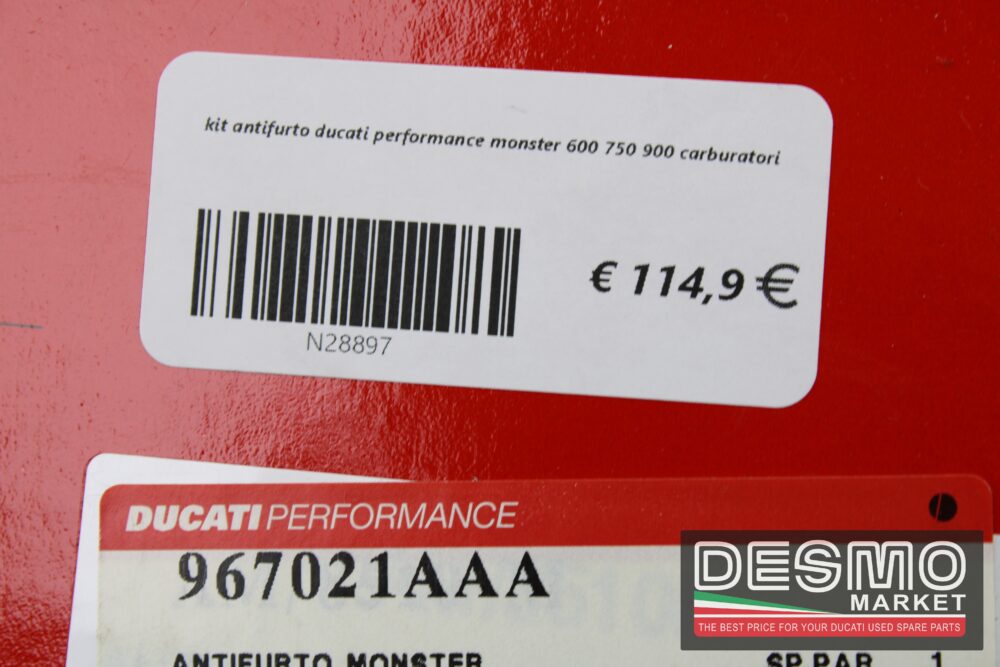 kit antifurto ducati performance monster 600 750 900 carburatori
€ 114,9 €
N28897
DUCATI PERFORMANCE
967021AAA
ANTIFURTO MONSTER SP.PAR 1
DESMO
MARKET
THE BEST PRICE FOR YOUR DUCATI USED SPARE PARTS